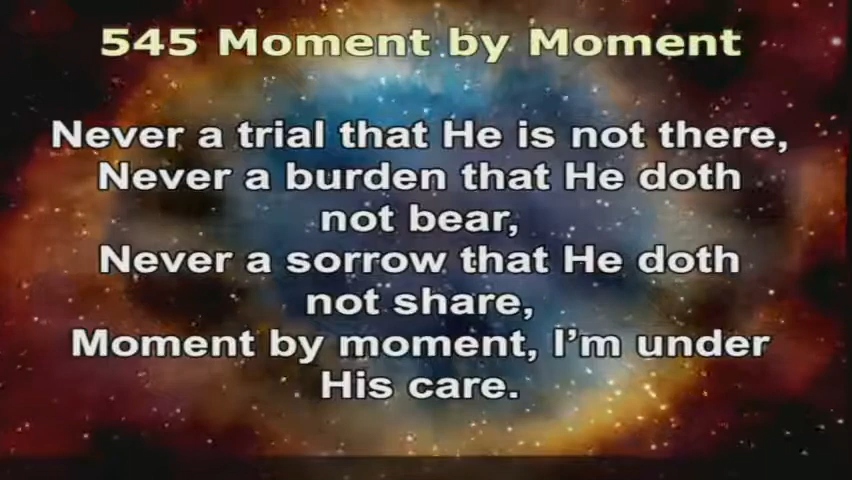 545 Moment by Moment
Never a trial that He is not there,
Never a burden that He doth
not bear,
Never a sorrow that He doth
not share,
Moment by moment, I'm under
His care.